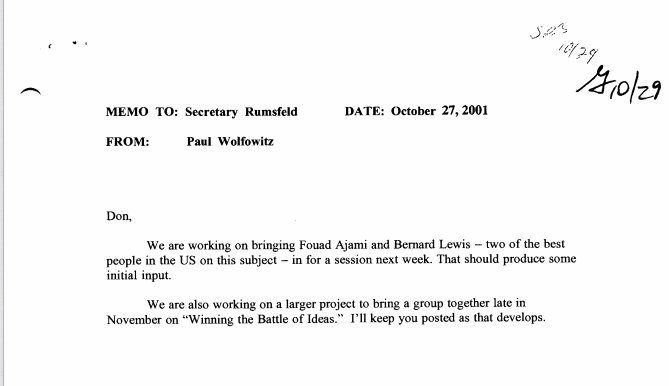 10/29
10/29
MEMO TO: Secretary Rumsfeld DATE: October 27, 2001
FROM: Paul Wolfowitz
Don,
We are working on bringing Fouad Ajami and Bernard Lewis – two of the best
people in the US on this subject – in for a session next week. That should produce some
initial input.
We are also working on a larger project to bring a group together late in
November on “Winning the Battle of Ideas.” I’ll keep you posted as that develops.